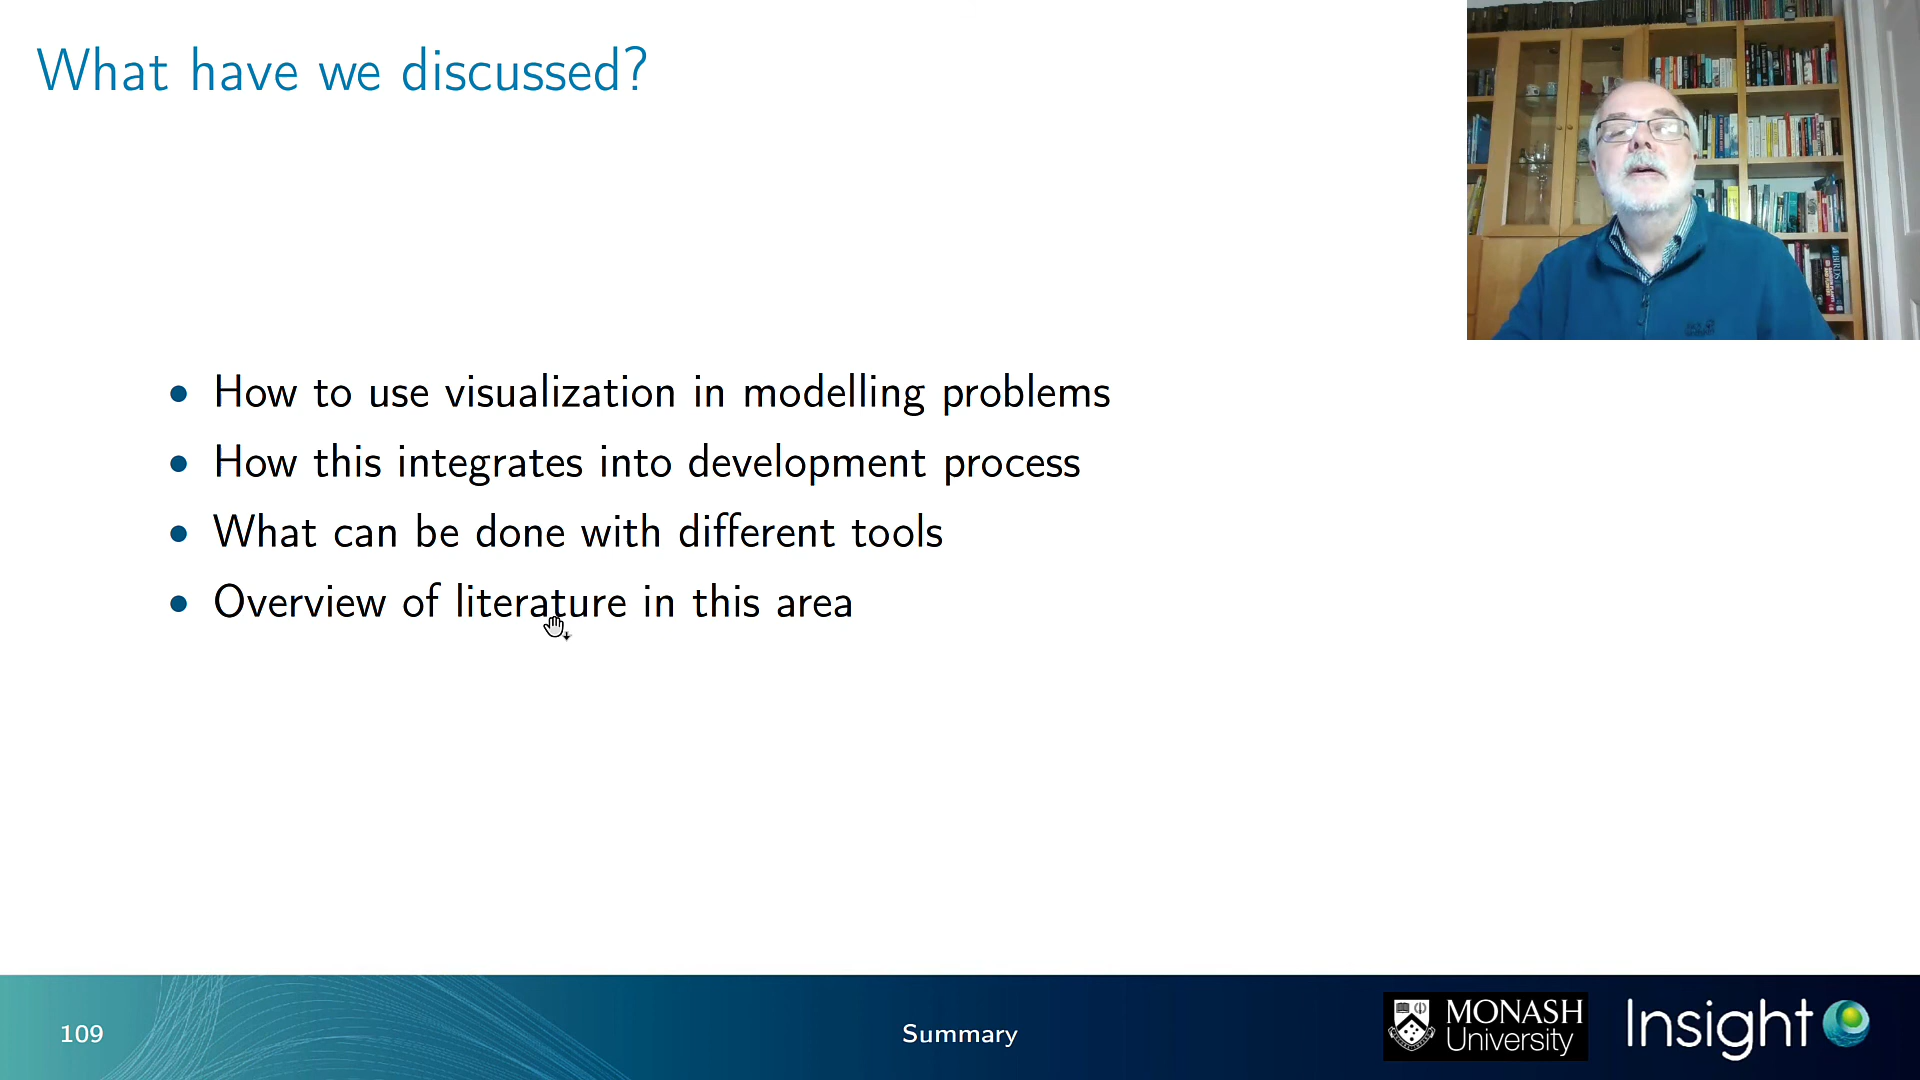 What have we discussed?
• How to use visualization in modelling problems
• How this integrates into development process
• What can be done with different tools
• Overview of literature in this area
109
Summary
MONASH
University
Insight